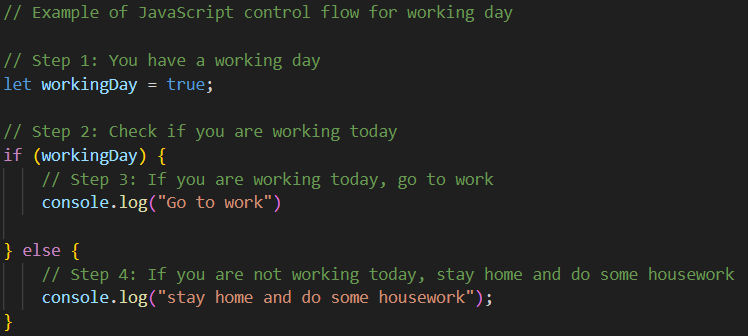 // Example of JavaScript control flow for working day
// Step 1: You have a working day
let workingDay = true;
// Step 2: Check if you are working today
if (workingDay) {
// Step 3: If you are working today, go to work
console.log("Go to work")
} else {
// Step 4: If you are not working today, stay home and do some housework
console.log("stay home and do some housework");
}